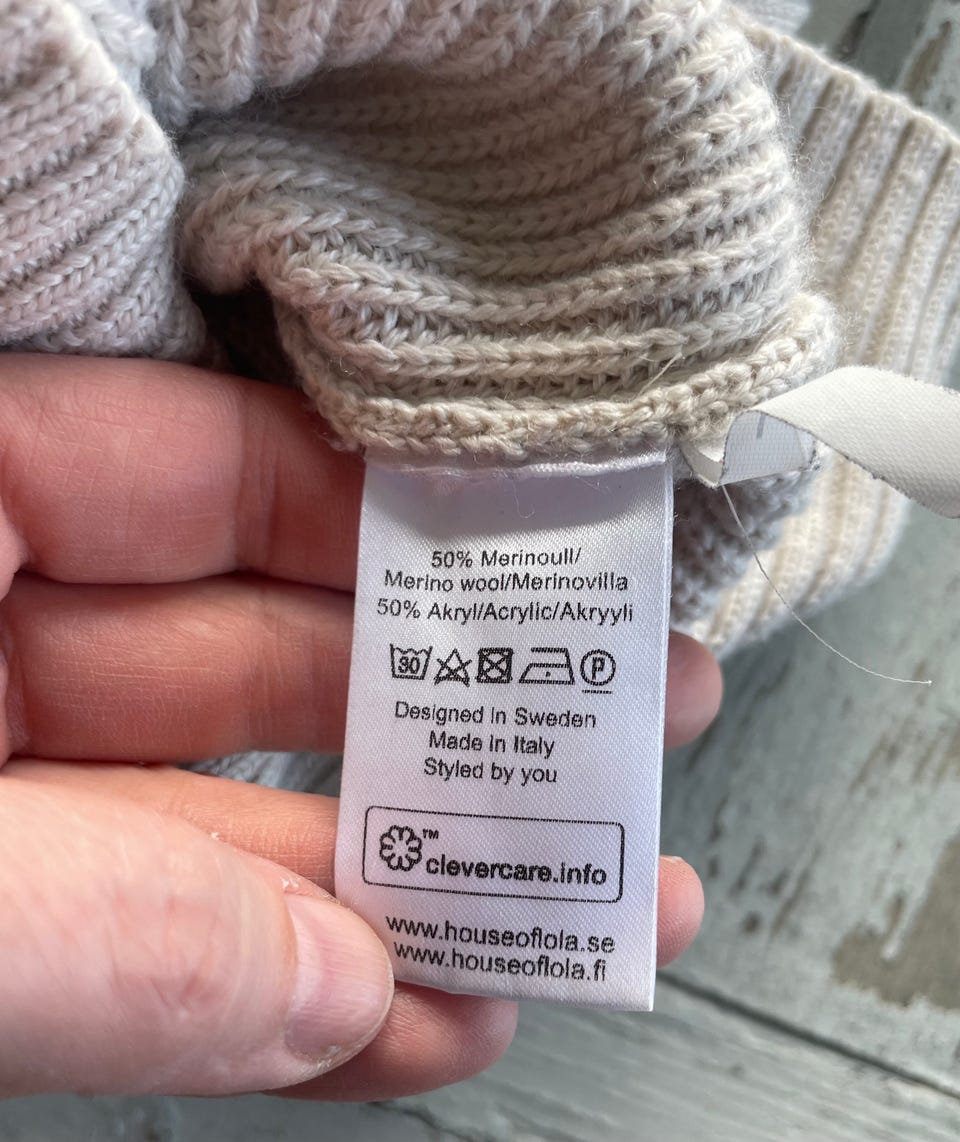 50% Merinoull/
Merino wool/Merinovilla
50% Akryl/Acrylic/Akryyli
30 P
Designed in Sweden
Made in Italy
Styled by you
™ clevercare.info
www.houseoflola.se
www.houseoflola.fi